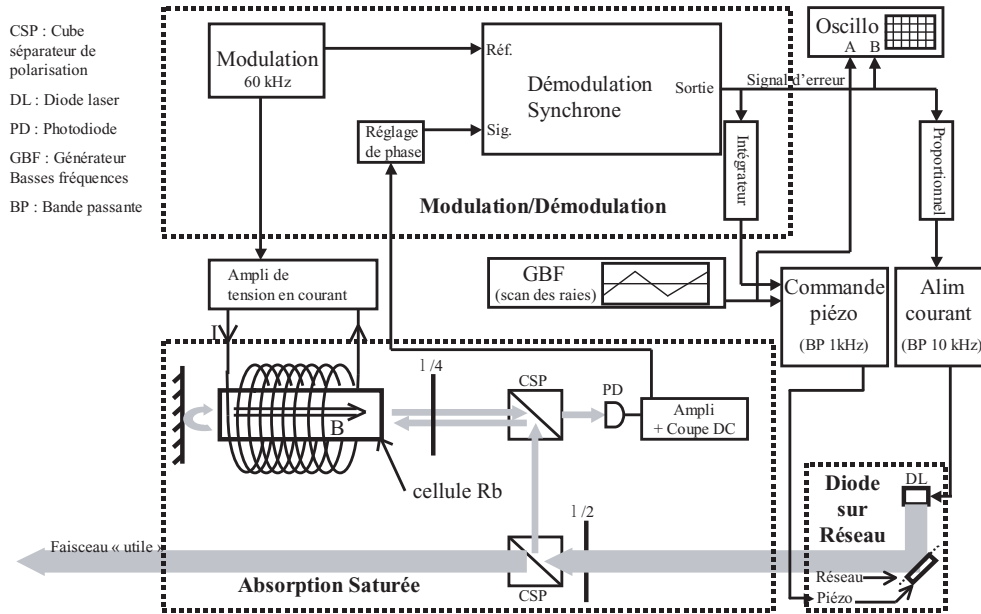 CSP : Cube
séparateur de
polarisation
DL : Diode laser
PD : Photodiode
GBF : Générateur
Basses fréquences
BP : Bande passante
Modulation
60 kHz
Réf.
Démodulation
Synchrone
Sortie
Sig.
Réglage
de phase
Modulation/Démodulation
Signal d'erreur
Oscillo
A B
Intégrateur
Proportionnel
Ampli de
tension en courant
GBF
(scan des raies)
Commande
piézo
(BP 1kHz)
Alim
courant
(BP 10 kHz)
I
B
l /4
CSP
PD
Ampli
+ Coupe DC
cellule Rb
l /2
CSP
Faisceau « utile »
Absorption Saturée
Diode
sur
Réseau
DL
Réseau
Piézo